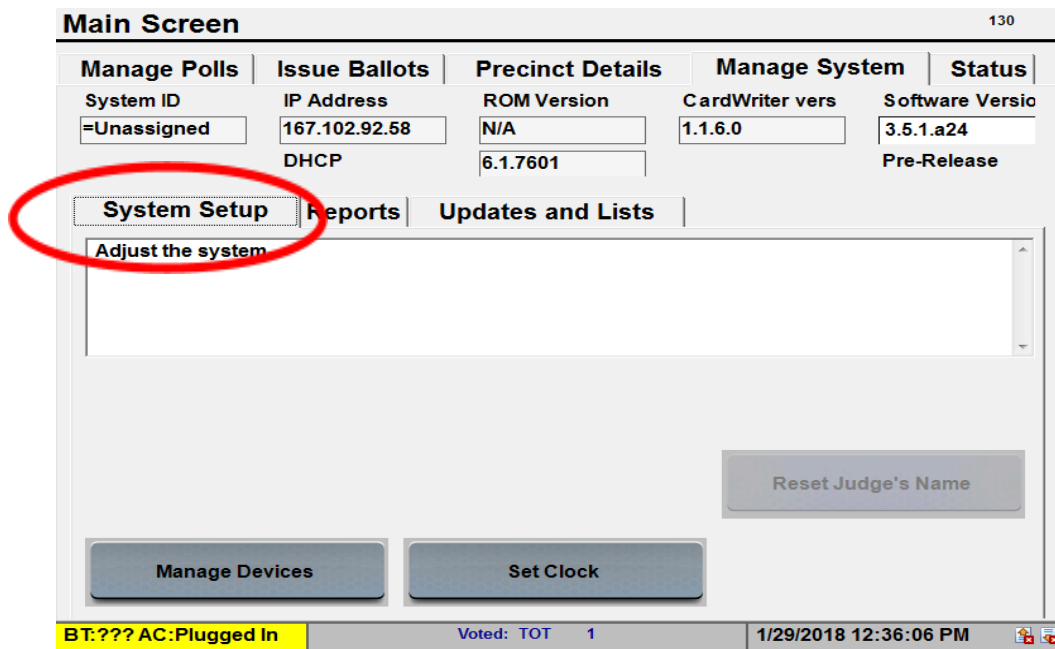 Main Screen 130
Manage Polls Issue Ballots Precinct Details Manage System Status
System ID IP Address ROM Version CardWriter vers Software Versio
=Unassigned 167.102.92.58 N/A 1.1.6.0 3.5.1.a24
DHCP 6.1.7601 Pre-Release
System Setup Reports Updates and Lists
Adjust the system
Reset Judge's Name
Manage Devices Set Clock
BT:??? AC:Plugged In Voted: TOT 1 1/29/2018 12:36:06 PM